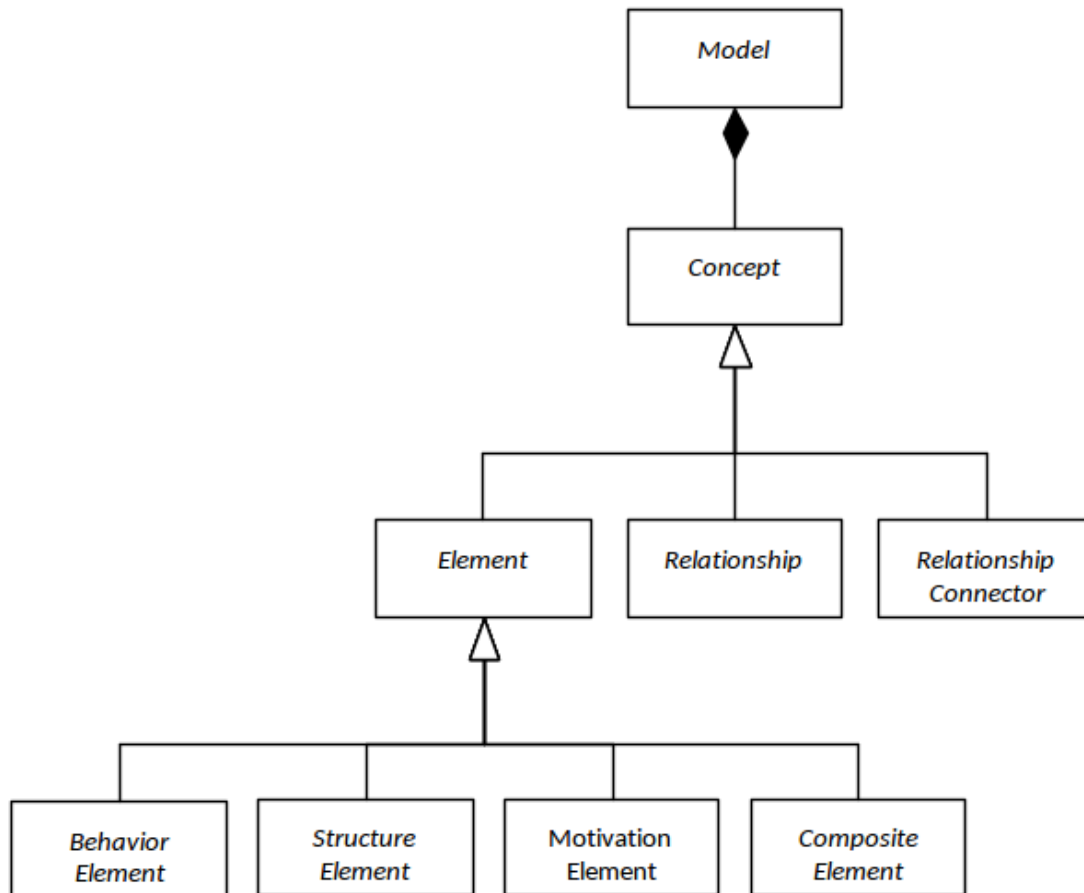 Model
Concept
Element
Relationship
Relationship
Connector
Behavior
Element
Structure
Element
Motivation
Element
Composite
Element